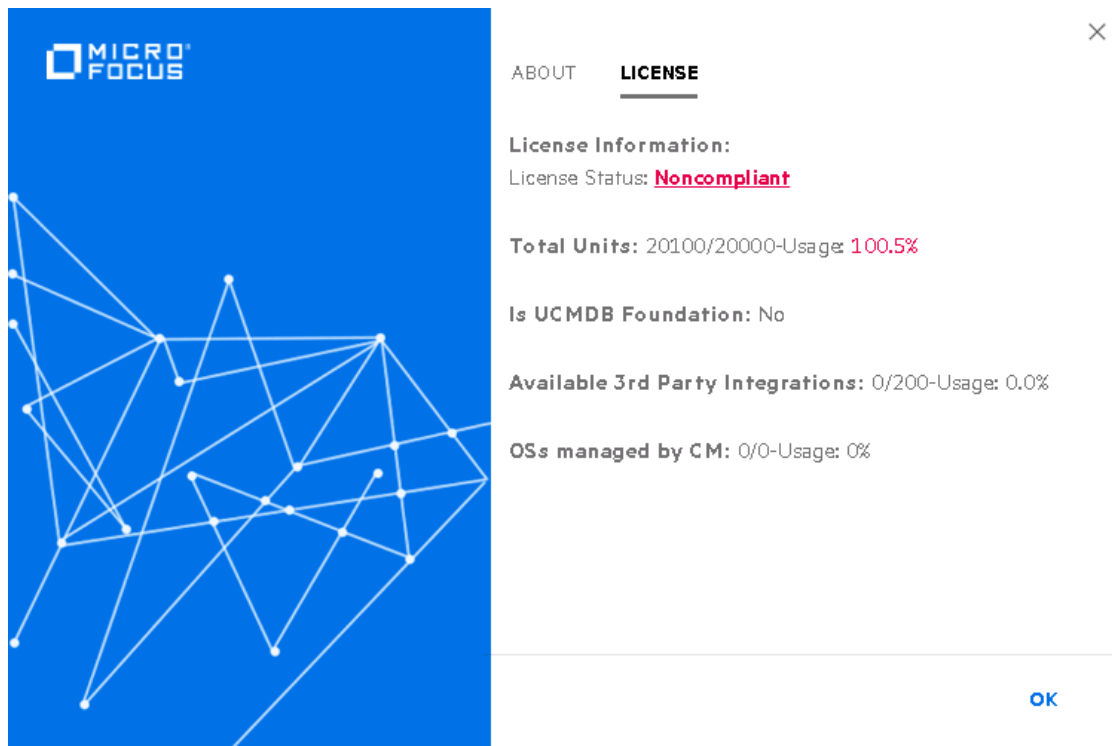 MICRO
FOCUS
ABOUT LICENSE
License Information:
License Status: Noncompliant
Total Units: 20100/20000-Usage: 100.5%
Is UCMDB Foundation: No
Available 3rd Party Integrations: 0/200-Usage: 0.0%
OSs managed by CM: 0/0-Usage: 0%
OK